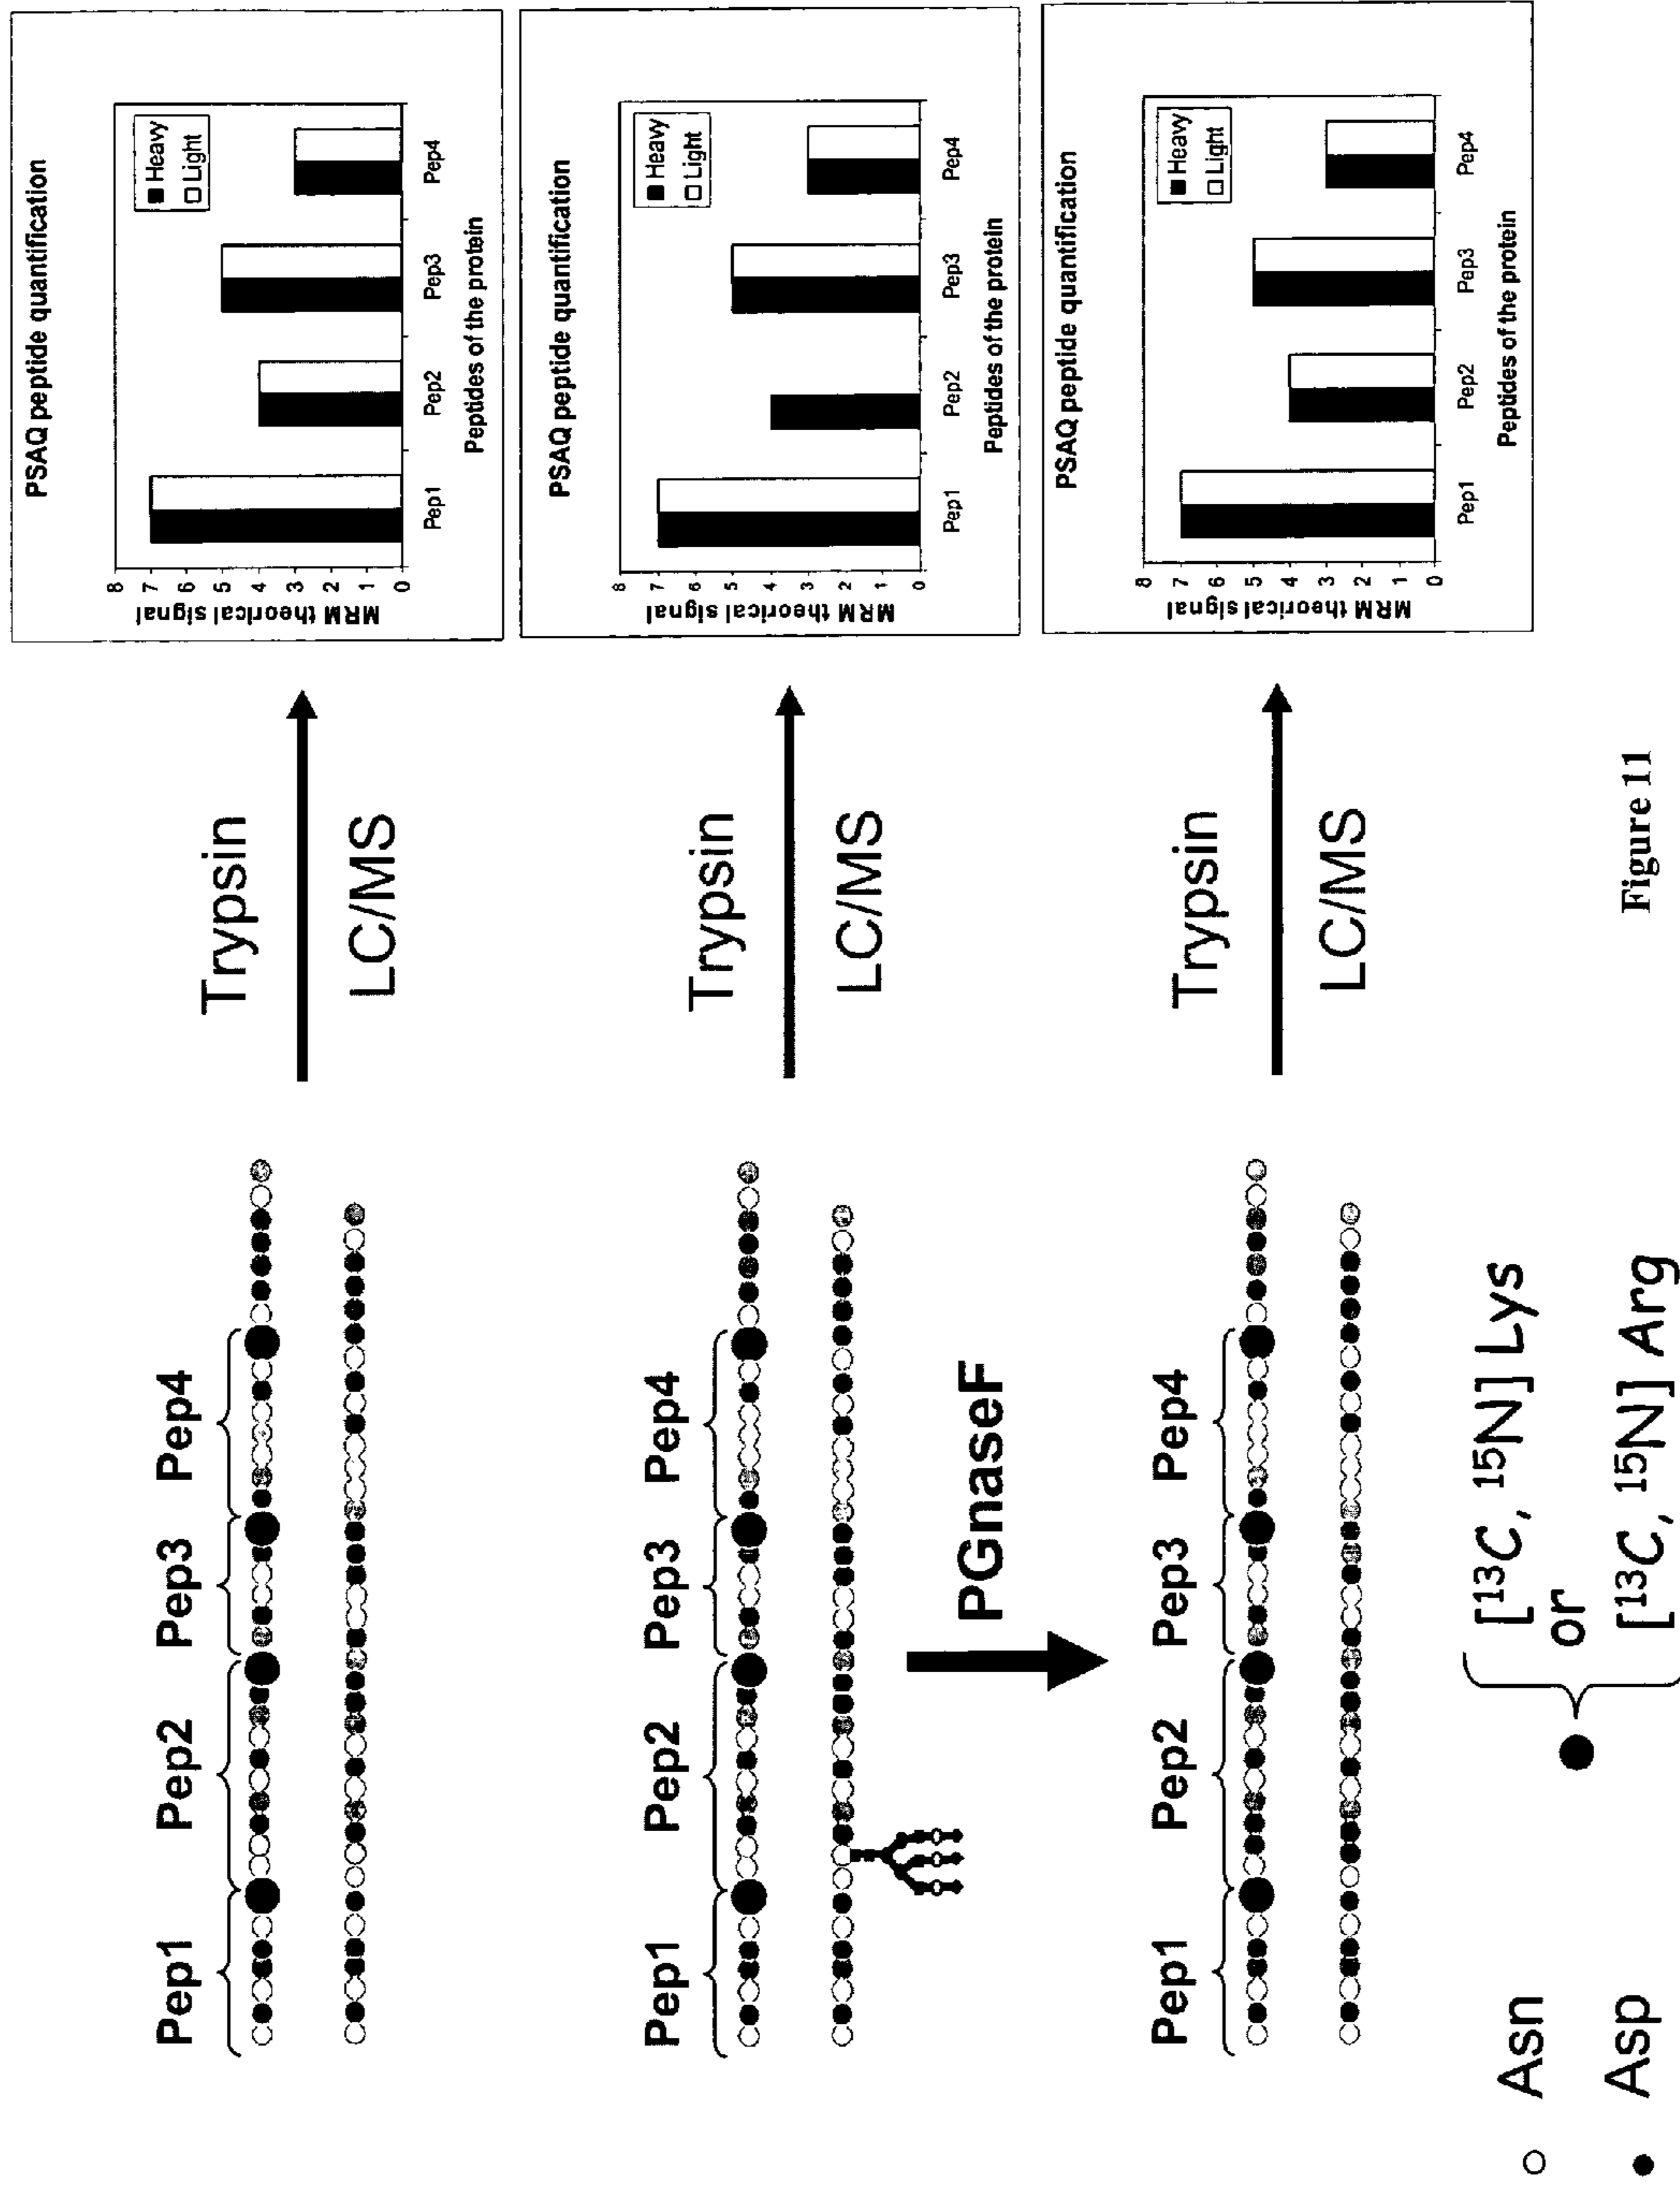 Pep1 Pep2 Pep3 Pep4
Trypsin
LC/MS
PSAQ peptide quantification
MRM theorical signal
8
7
6
5
4
3
2
1
0
Heavy
Light
Pep1 Pep2 Pep3 Pep4
Peptides of the protein
Pep1 Pep2 Pep3 Pep4
Trypsin
LC/MS
PSAQ peptide quantification
MRM theorical signal
8
7
6
5
4
3
2
1
0
Heavy
Light
Pep1 Pep2 Pep3 Pep4
Peptides of the protein
PGnaseF
Pep1 Pep2 Pep3 Pep4
Trypsin
LC/MS
PSAQ peptide quantification
MRM theorical signal
8
7
6
5
4
3
2
1
0
Heavy
Light
Pep1 Pep2 Pep3 Pep4
Peptides of the protein
Asn
Asp
[13C, 15N] Lys
or
[13C, 15N] Arg
Figure 11